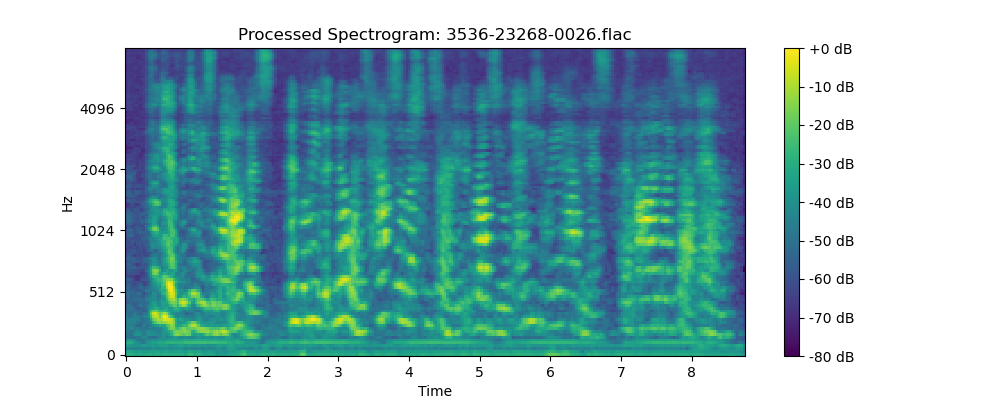 Processed Spectrogram: 3536-23268-0026.flac
Hz
4096
2048
1024
512
0
0 1 2 3 4 5 6 7 8
Time
+0 dB
-10 dB
-20 dB
-30 dB
-40 dB
-50 dB
-60 dB
-70 dB
-80 dB